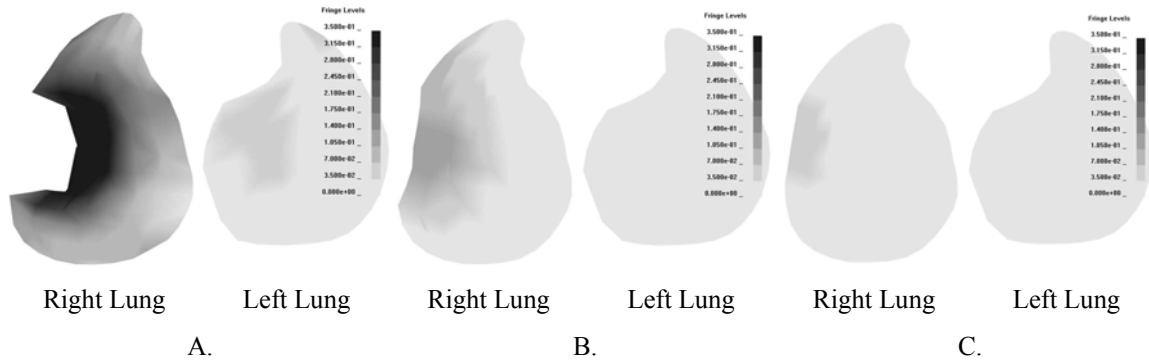 Fringe Levels
3.500e-01
3.150e-01
2.800e-01
2.450e-01
2.100e-01
1.750e-01
1.400e-01
1.050e-01
7.000e-02
3.500e-02
0.000e+00
Fringe Levels
3.500e-01
3.150e-01
2.800e-01
2.450e-01
2.100e-01
1.750e-01
1.400e-01
1.050e-01
7.000e-02
3.500e-02
0.000e+00
Fringe Levels
3.500e-01
3.150e-01
2.800e-01
2.450e-01
2.100e-01
1.750e-01
1.400e-01
1.050e-01
7.000e-02
3.500e-02
0.000e+00
Right Lung Left Lung Right Lung Left Lung Right Lung Left Lung
A. B. C.